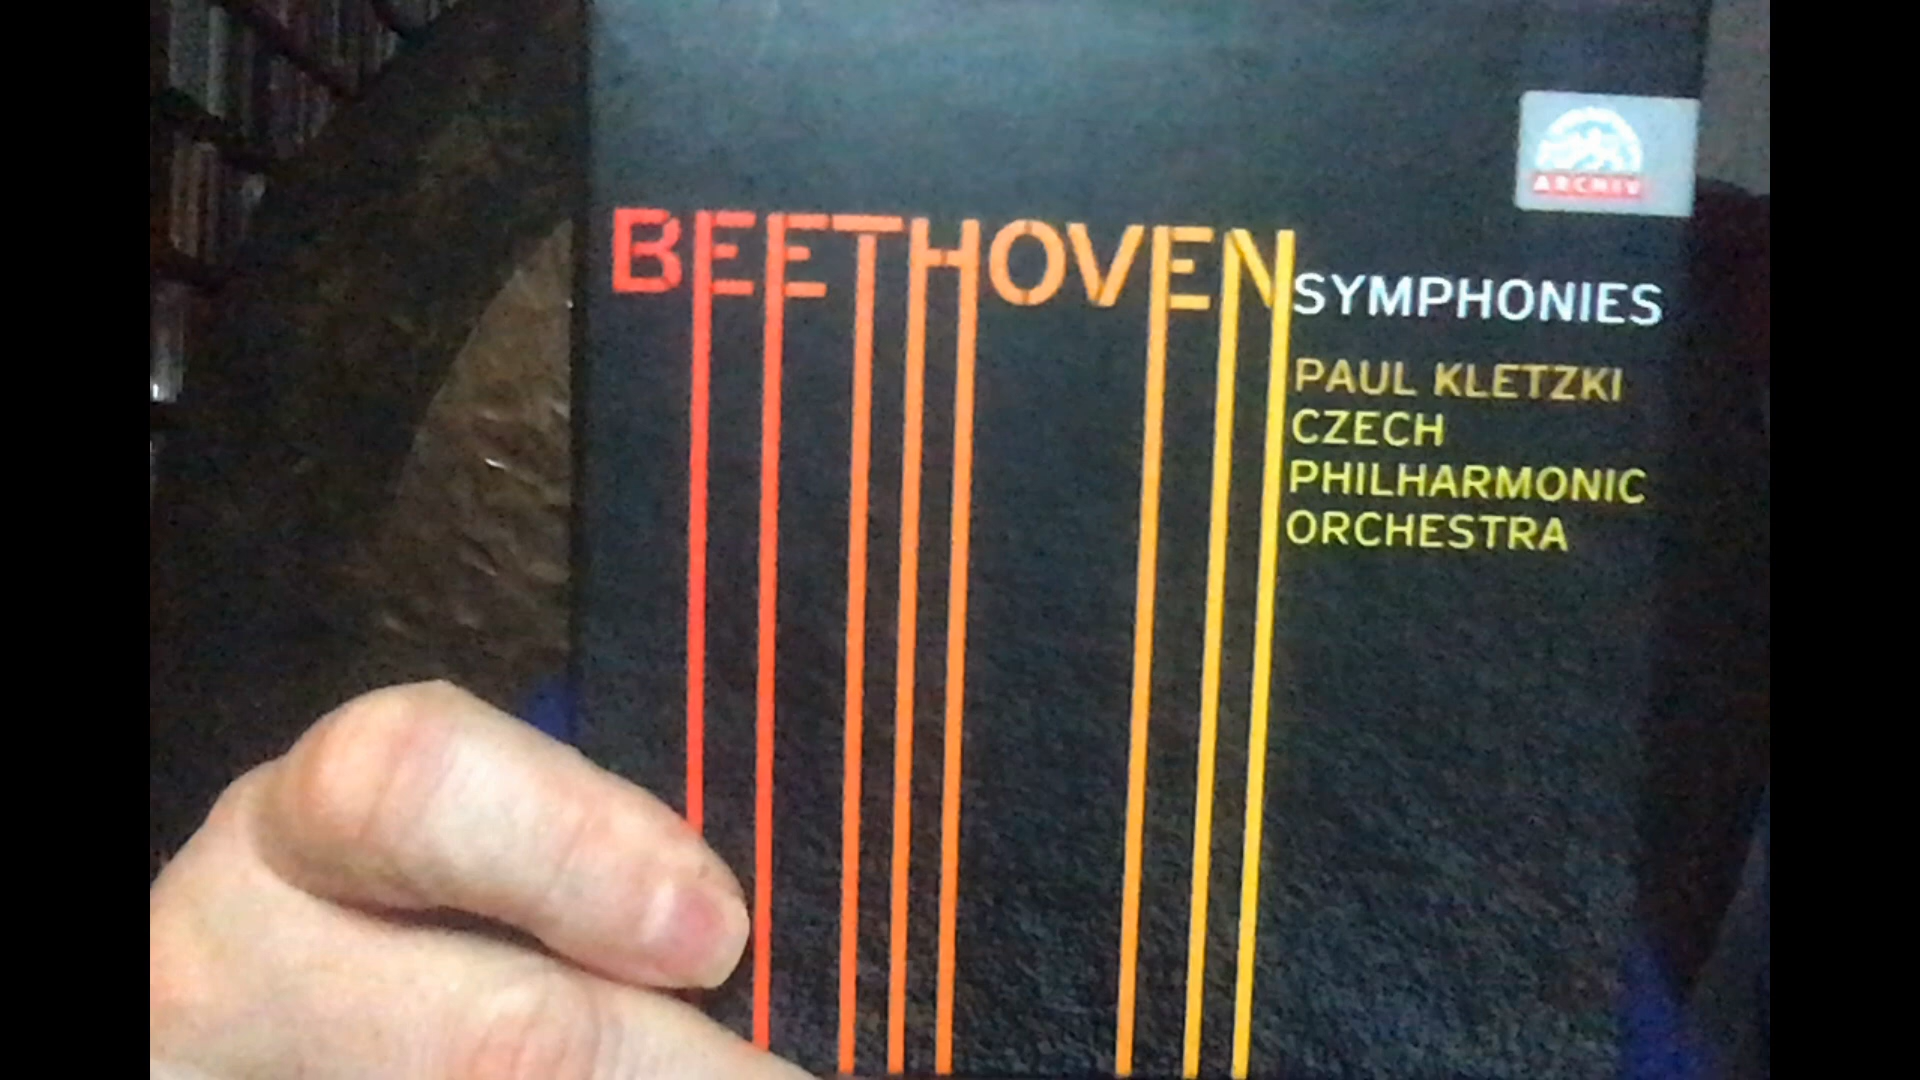 ARCHIV
BEETHOVEN
SYMPHONIES
PAUL KLETZKI
CZECH
PHILHARMONIC
ORCHESTRA